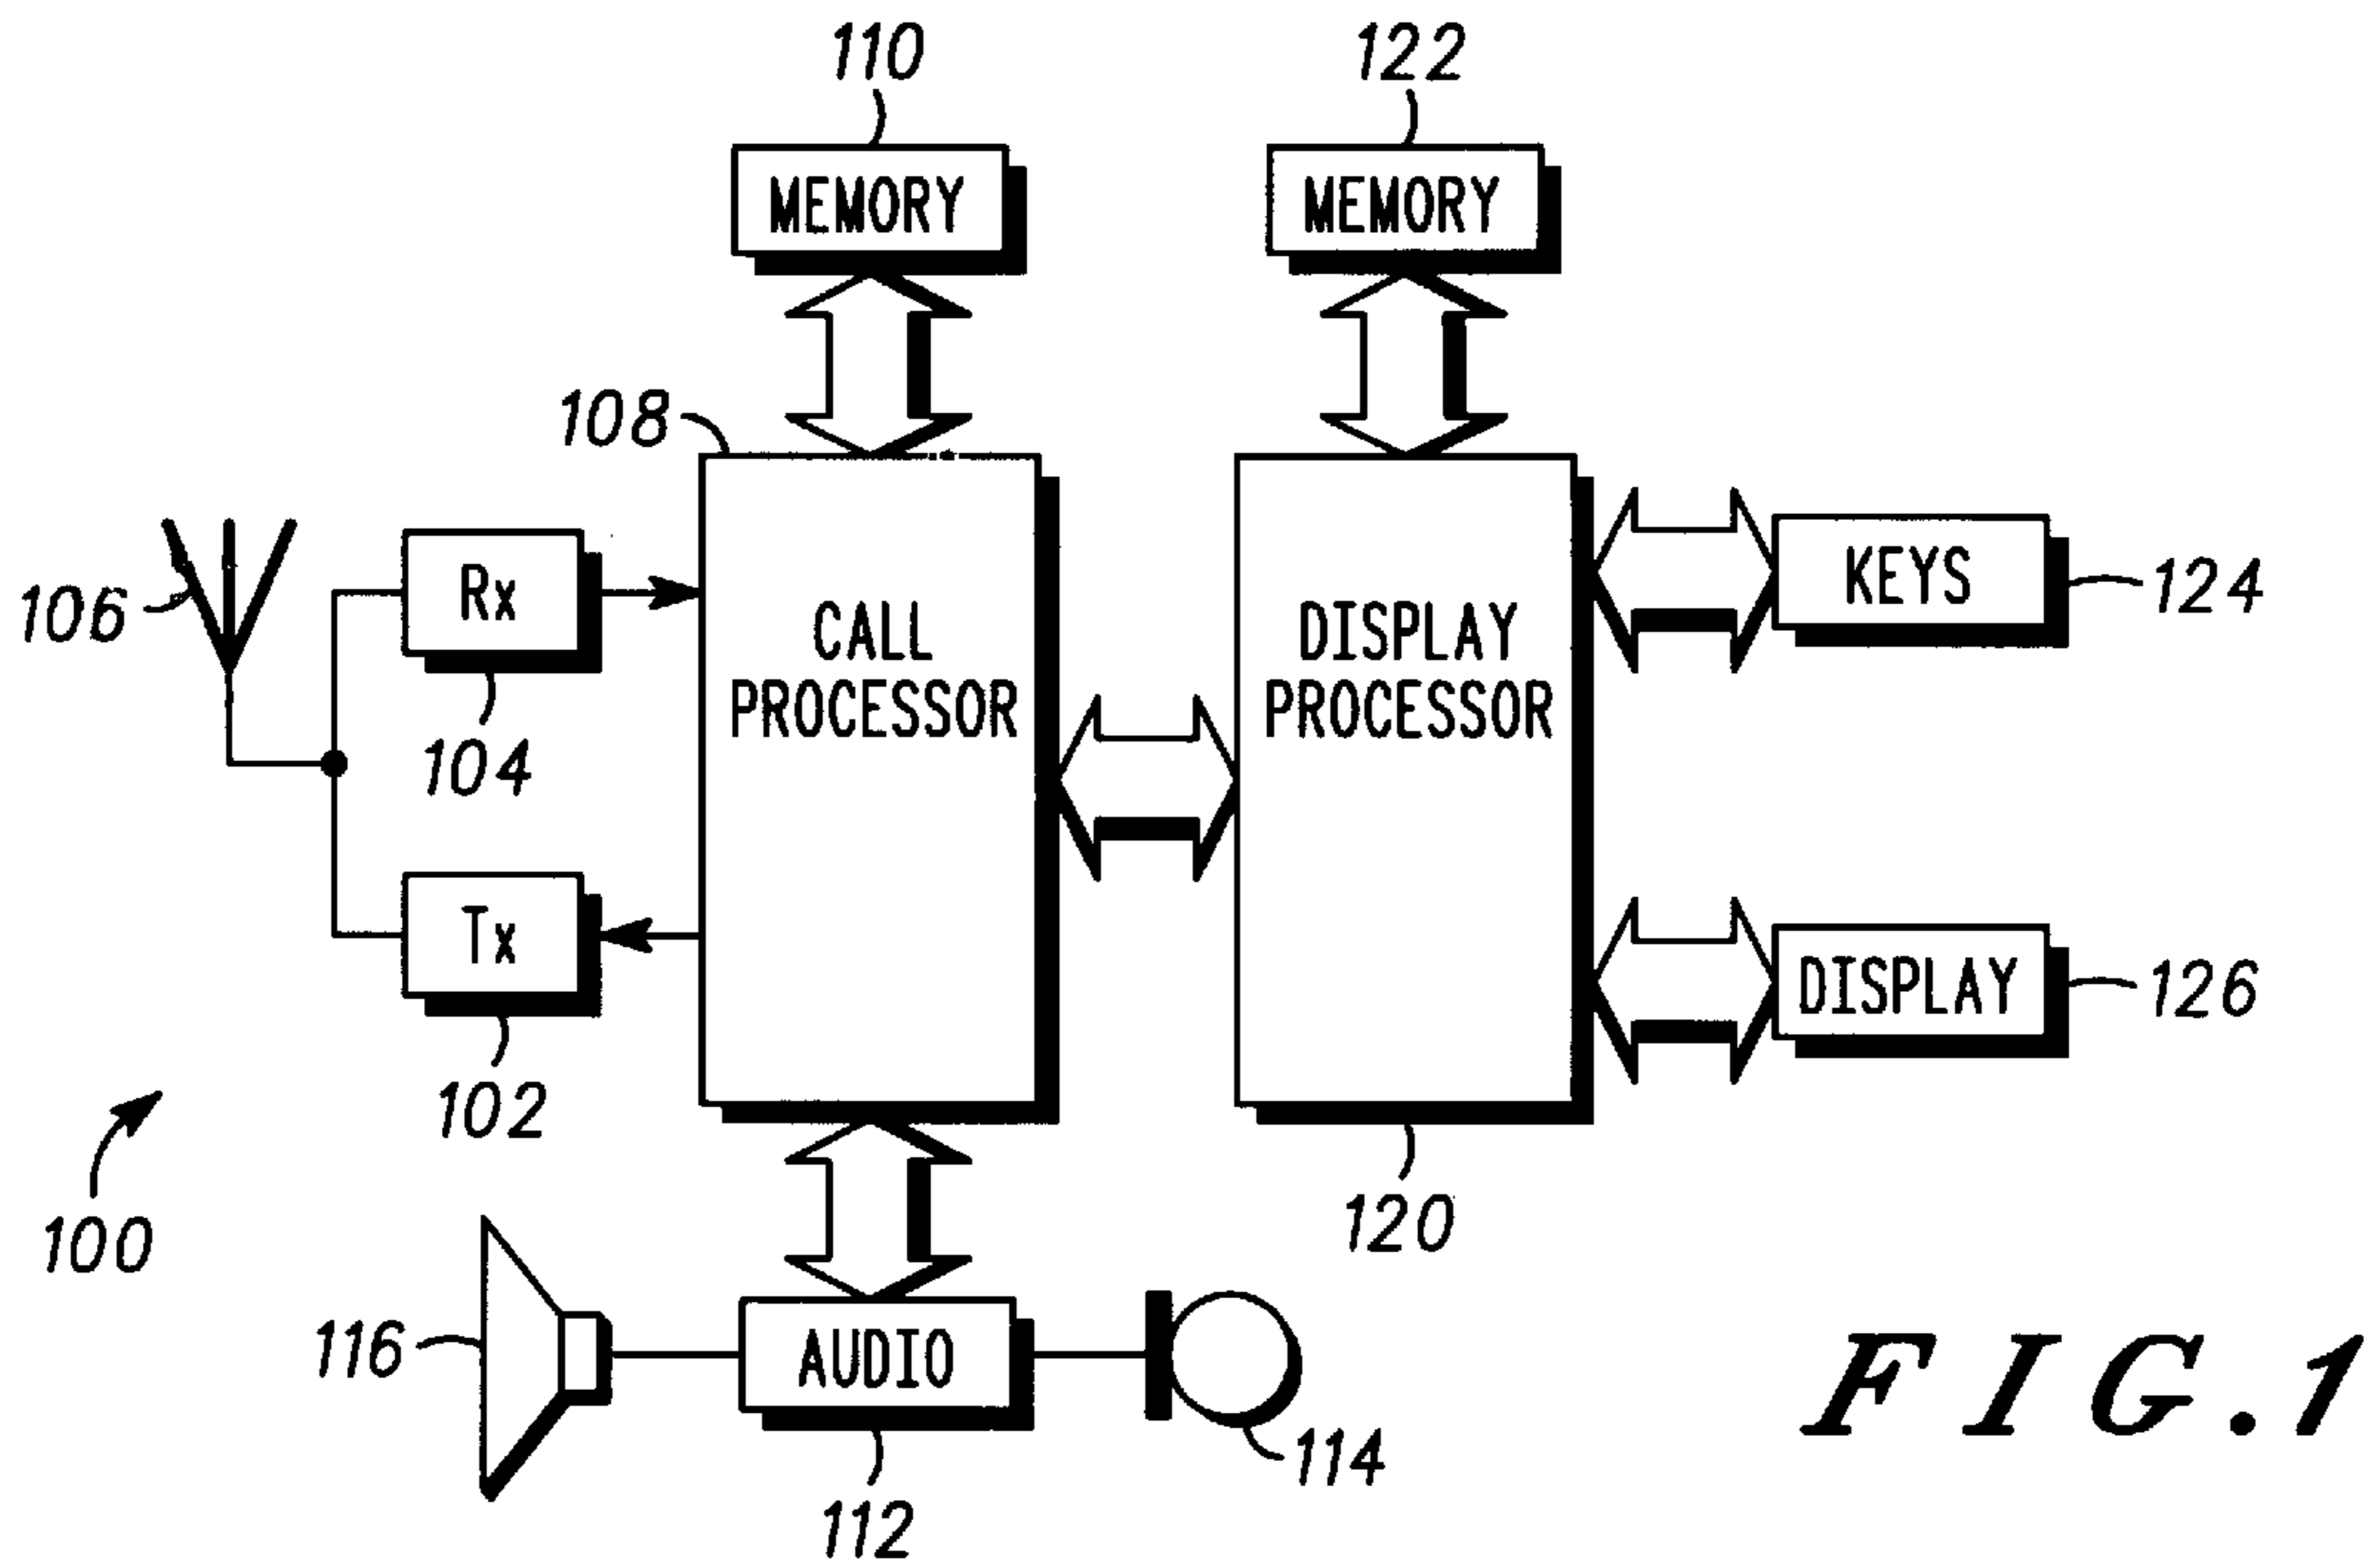 110
122
MEMORY
MEMORY
108
106
Rx
CALL
PROCESSOR
DISPLAY
PROCESSOR
KEYS
124
104
Tx
DISPLAY
126
102
100
120
116
AUDIO
114
112
FIG.1